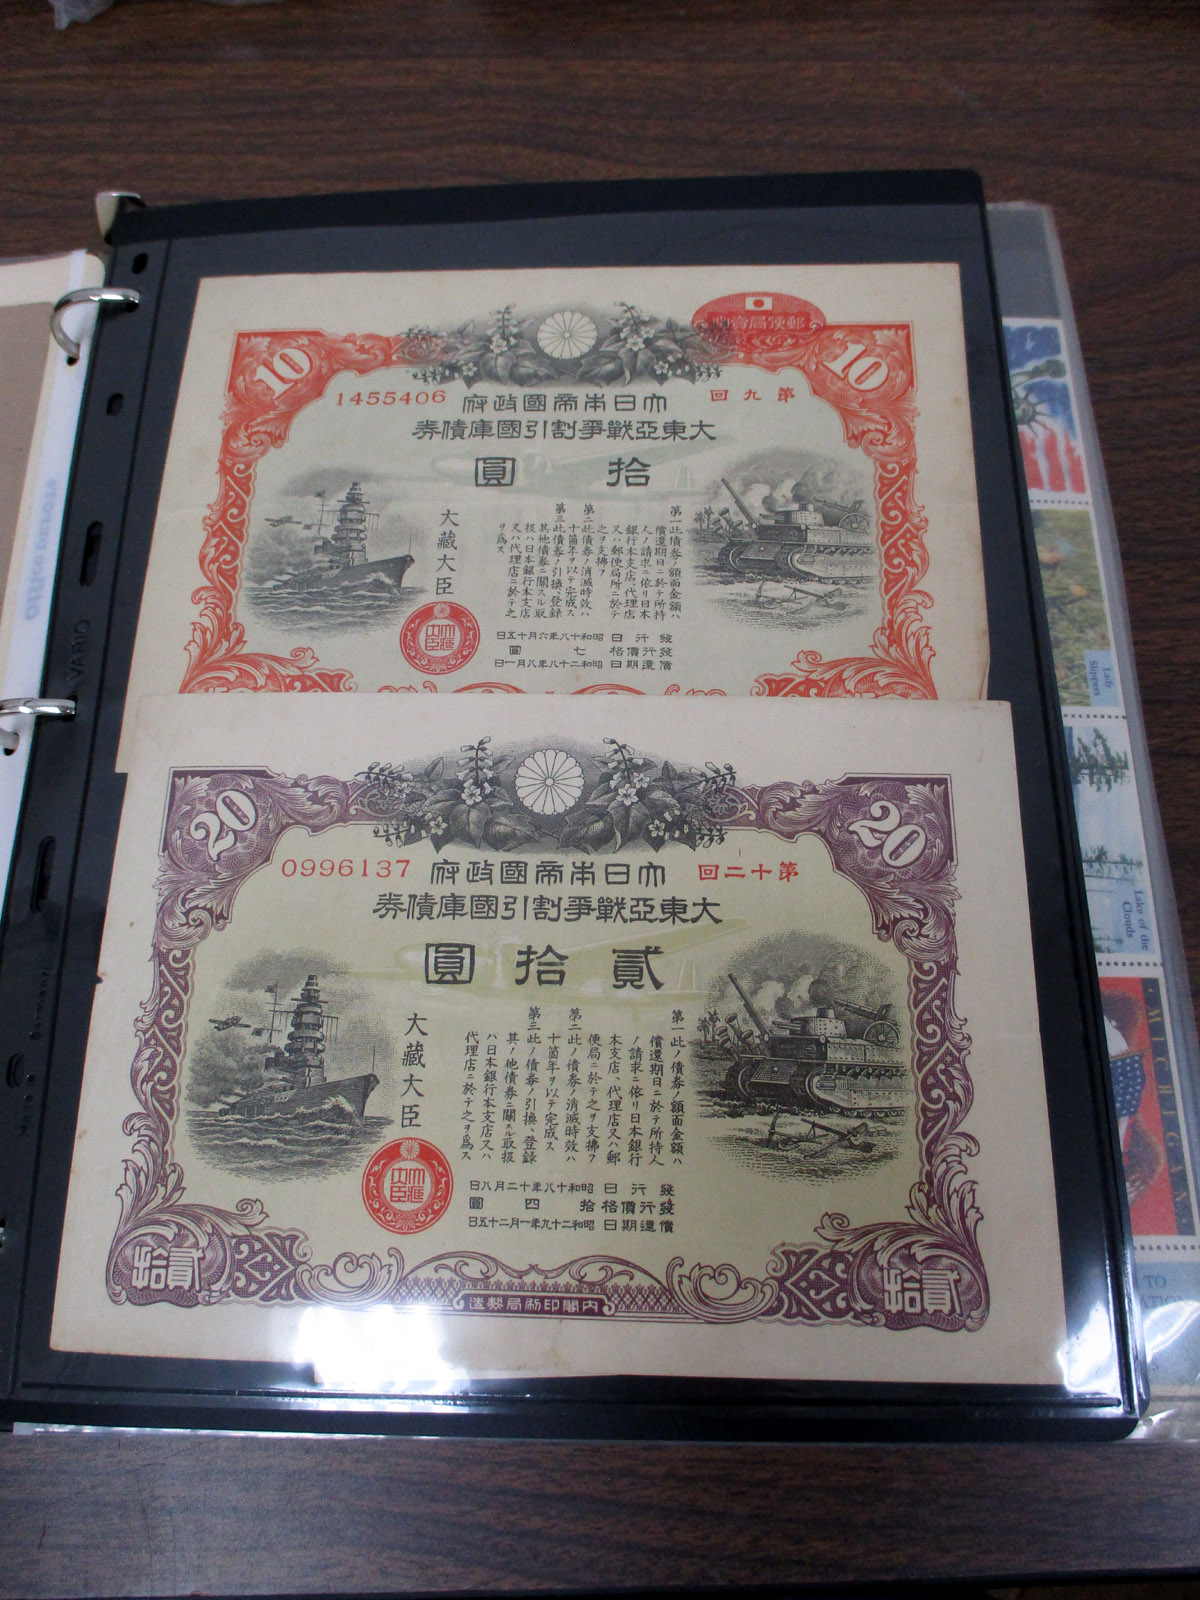 郵便局賣出
10
10
1455406
第九回
大日本帝國政府
大東亞戰爭割引國庫債券
拾圓
第一此債券ノ額面金額ハ
償還期日ニ於テ所持
人ノ請求ニ依リ日本
銀行本支店、代理店
又ハ郵便局所ニ於テ
之ヲ支拂フ
第二此債券ノ消滅時效ハ
十箇年ヲ以テ完成ス
第三此債券ノ引換、登錄
其他債券ニ關スル取
扱ハ日本銀行本支店
又ハ代理店ニ於テ之
ヲ爲ス
大藏大臣
大藏大臣
發行日 昭和十八年六月十五日
發行價格 七圓
償還期日 昭和二十八年八月一日
20
20
0996137
第十二回
大日本帝國政府
大東亞戰爭割引國庫債券
貳拾圓
第一此ノ債券ノ額面金額ハ
償還期日ニ於テ所持人
ノ請求ニ依リ日本銀行
本支店、代理店又ハ郵
便局ニ於テ之ヲ支拂フ
第二此ノ債券ノ消滅時效ハ
十箇年ヲ以テ完成ス
第三此ノ債券ノ引換、登錄
其ノ他債券ニ關スル取扱
ハ日本銀行本支店又ハ
代理店ニ於テ之ヲ爲ス
大藏大臣
大藏大臣
發行日 昭和十八年十二月八日
發行價格 拾四圓
償還期日 昭和二十九年一月二十五日
貳拾
貳拾
內閣印刷局製造
VARIO
Lady
Slippers
Lake of the
Clouds
MICHIGAN
TO